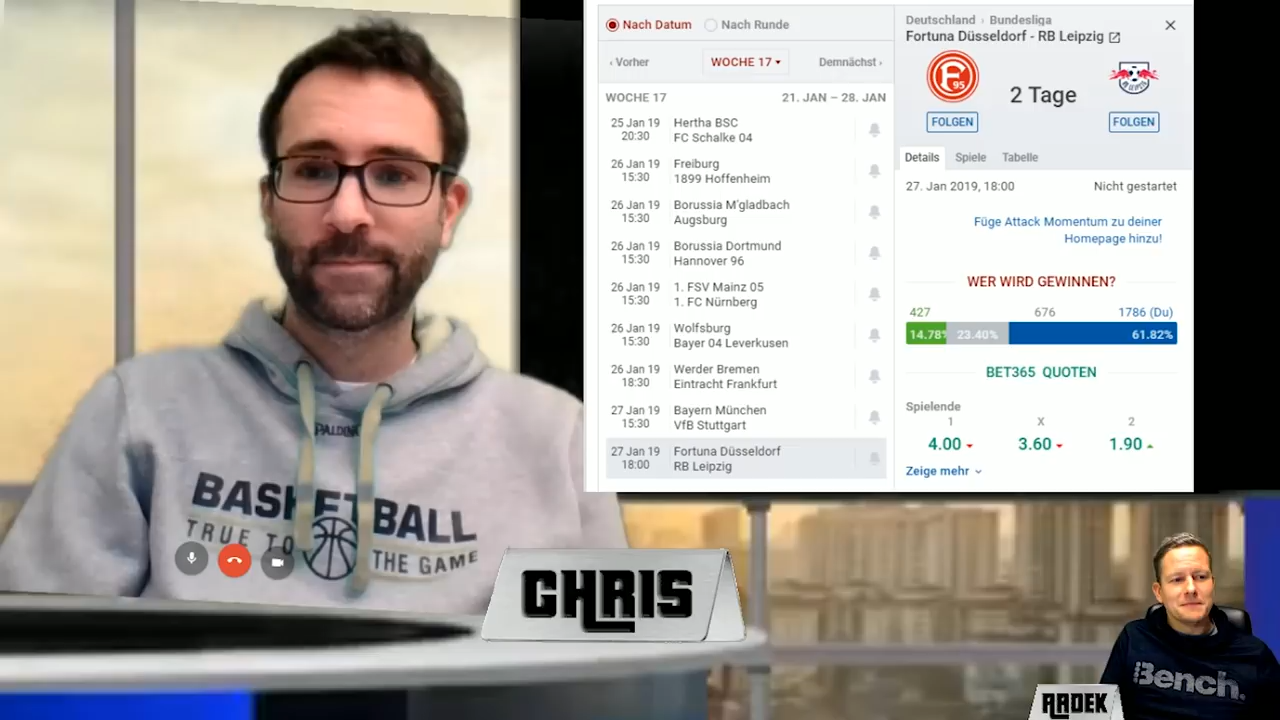 Nach Datum
Nach Runde
‹ Vorher
WOCHE 17
Demnächst ›
WOCHE 17
21. JAN – 28. JAN
25 Jan 19
20:30
Hertha BSC
FC Schalke 04
26 Jan 19
15:30
Freiburg
1899 Hoffenheim
26 Jan 19
15:30
Borussia M'gladbach
Augsburg
26 Jan 19
15:30
Borussia Dortmund
Hannover 96
26 Jan 19
15:30
1. FSV Mainz 05
1. FC Nürnberg
26 Jan 19
15:30
Wolfsburg
Bayer 04 Leverkusen
26 Jan 19
18:30
Werder Bremen
Eintracht Frankfurt
27 Jan 19
15:30
Bayern München
VfB Stuttgart
27 Jan 19
18:00
Fortuna Düsseldorf
RB Leipzig
Deutschland › Bundesliga
Fortuna Düsseldorf - RB Leipzig
F
95
2 Tage
FOLGEN
FOLGEN
Details
Spiele
Tabelle
27. Jan 2019, 18:00
Nicht gestartet
Füge Attack Momentum zu deiner
Homepage hinzu!
WER WIRD GEWINNEN?
427
676
1786 (Du)
14.78%
23.40%
61.82%
BET365 QUOTEN
Spielende
1
X
2
4.00
3.60
1.90
Zeige mehr
SPALDING
BASKETBALL
TRUE TO THE GAME
CHRIS
Bench.
RADEK